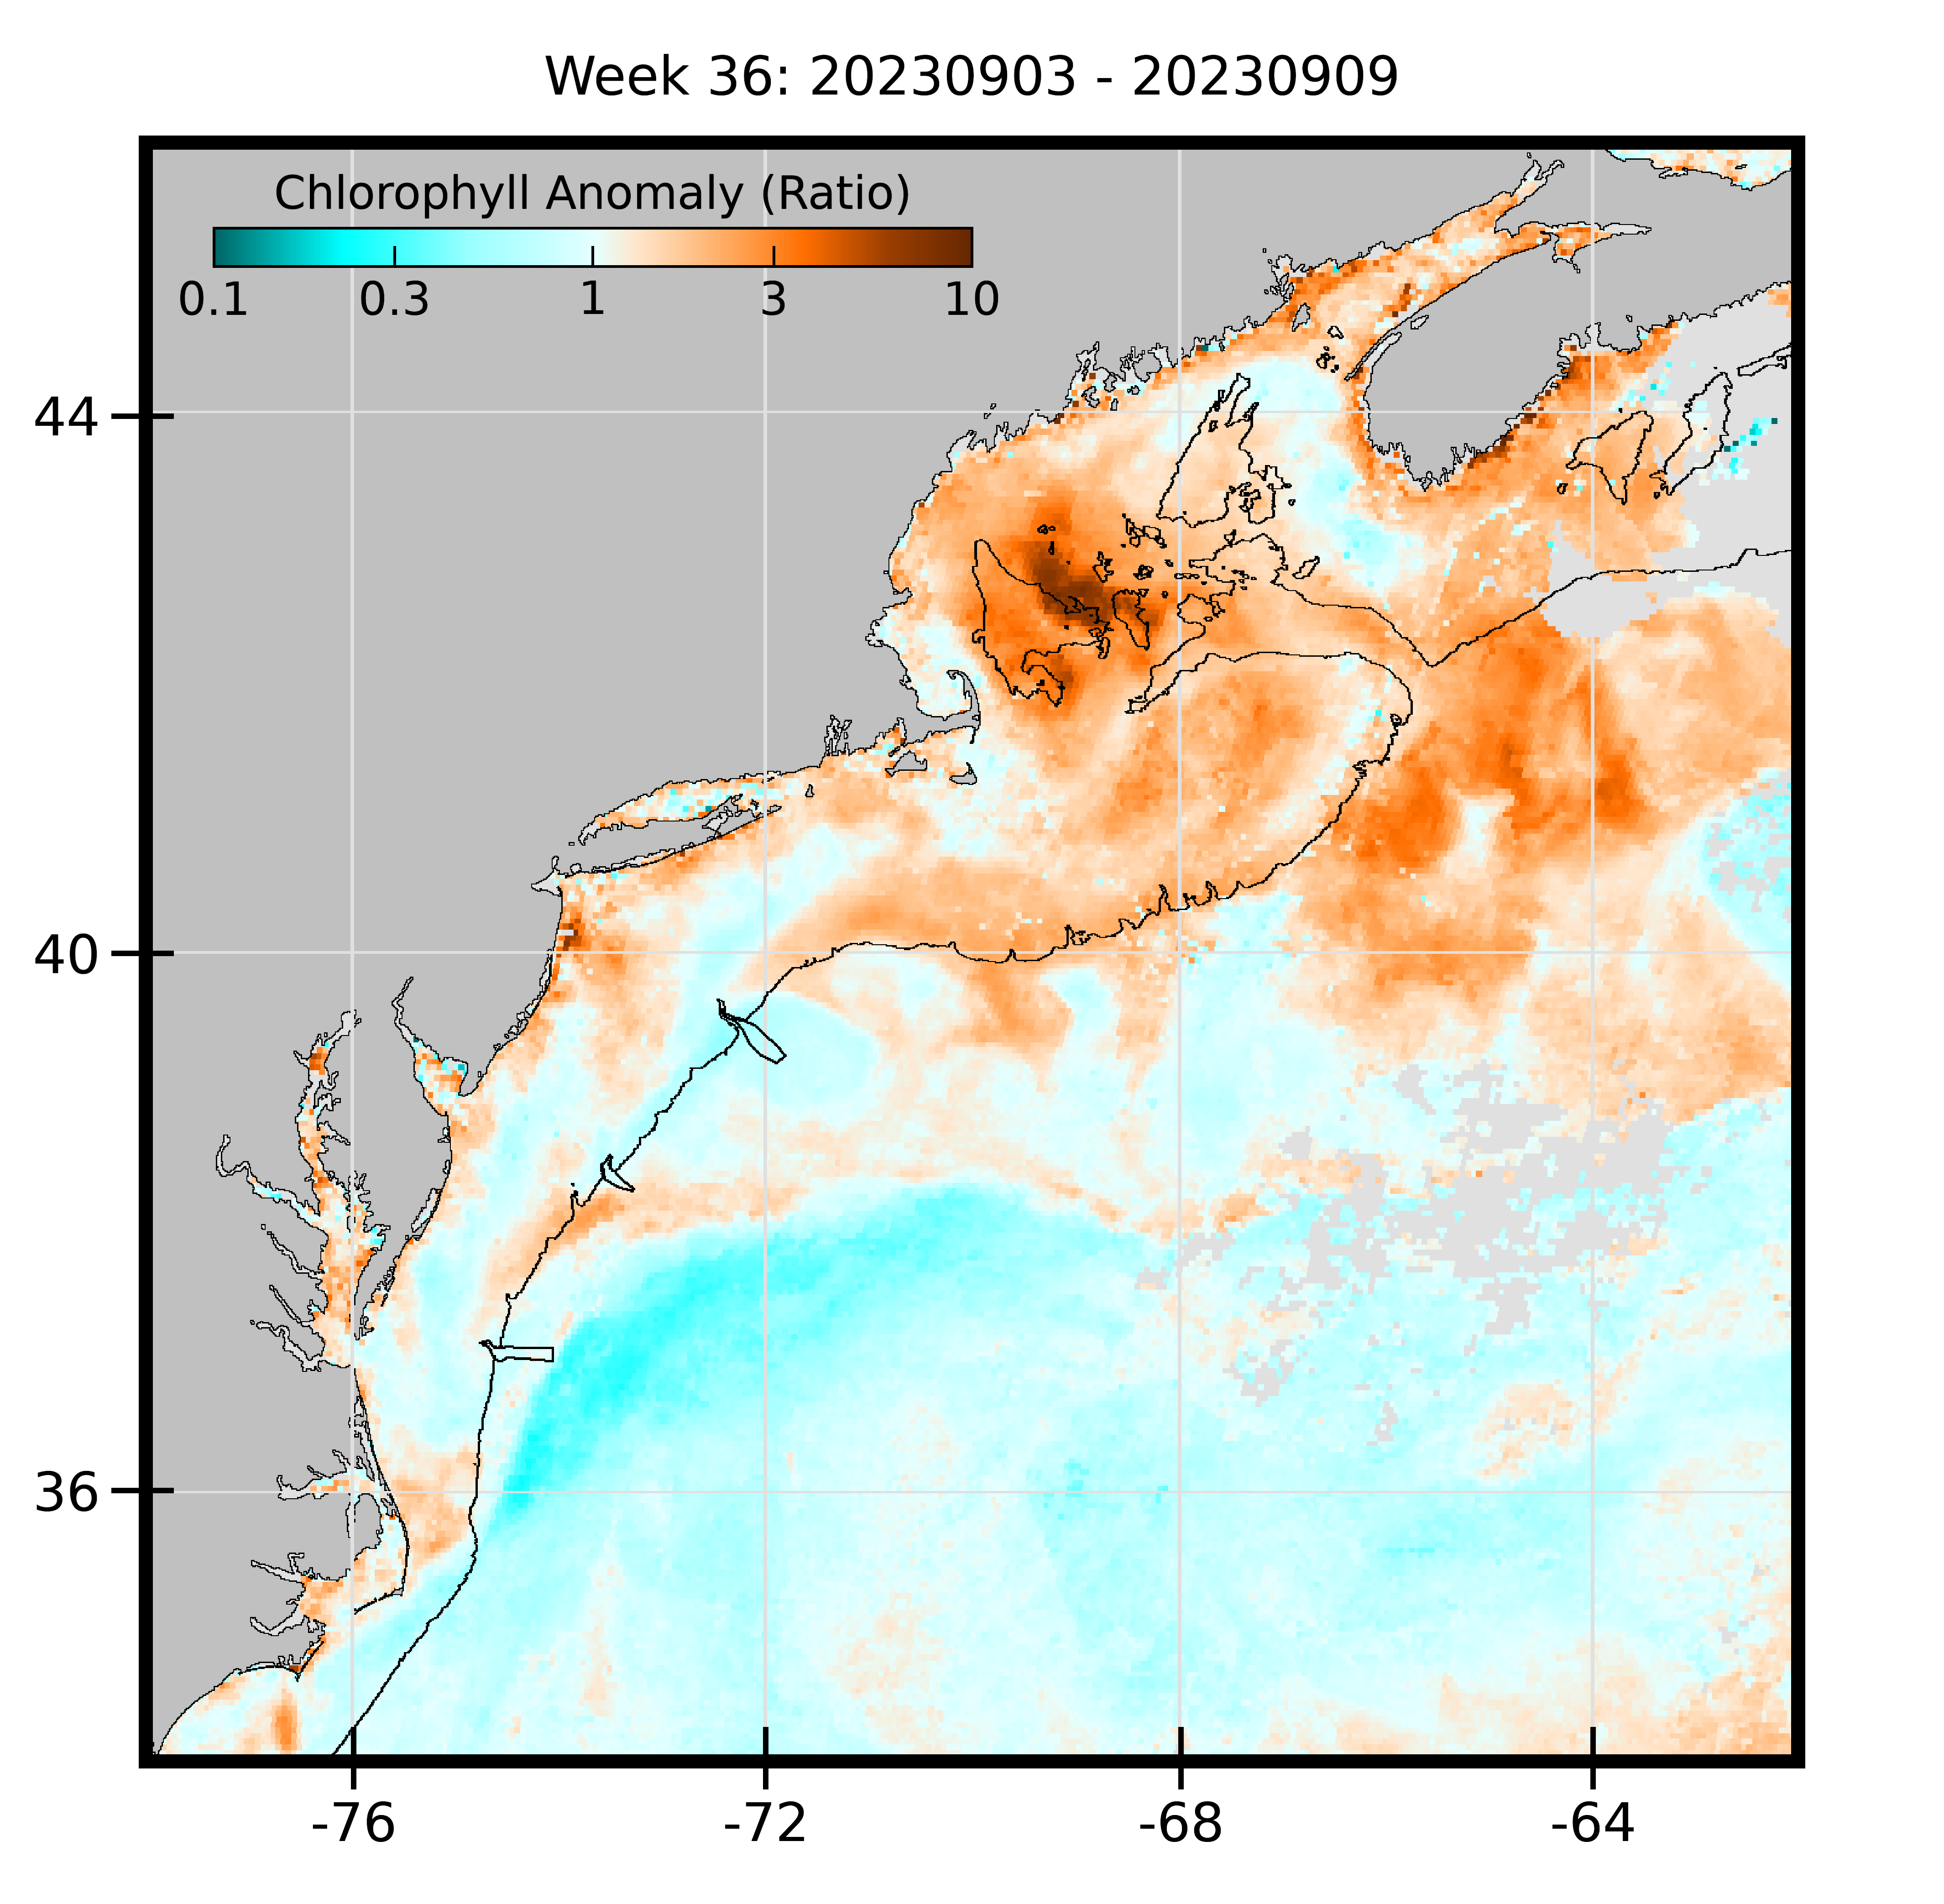 Week 36: 20230903 - 20230909
Chlorophyll Anomaly (Ratio)
0.1 0.3 1 3 10
44
40
36
-76 -72 -68 -64